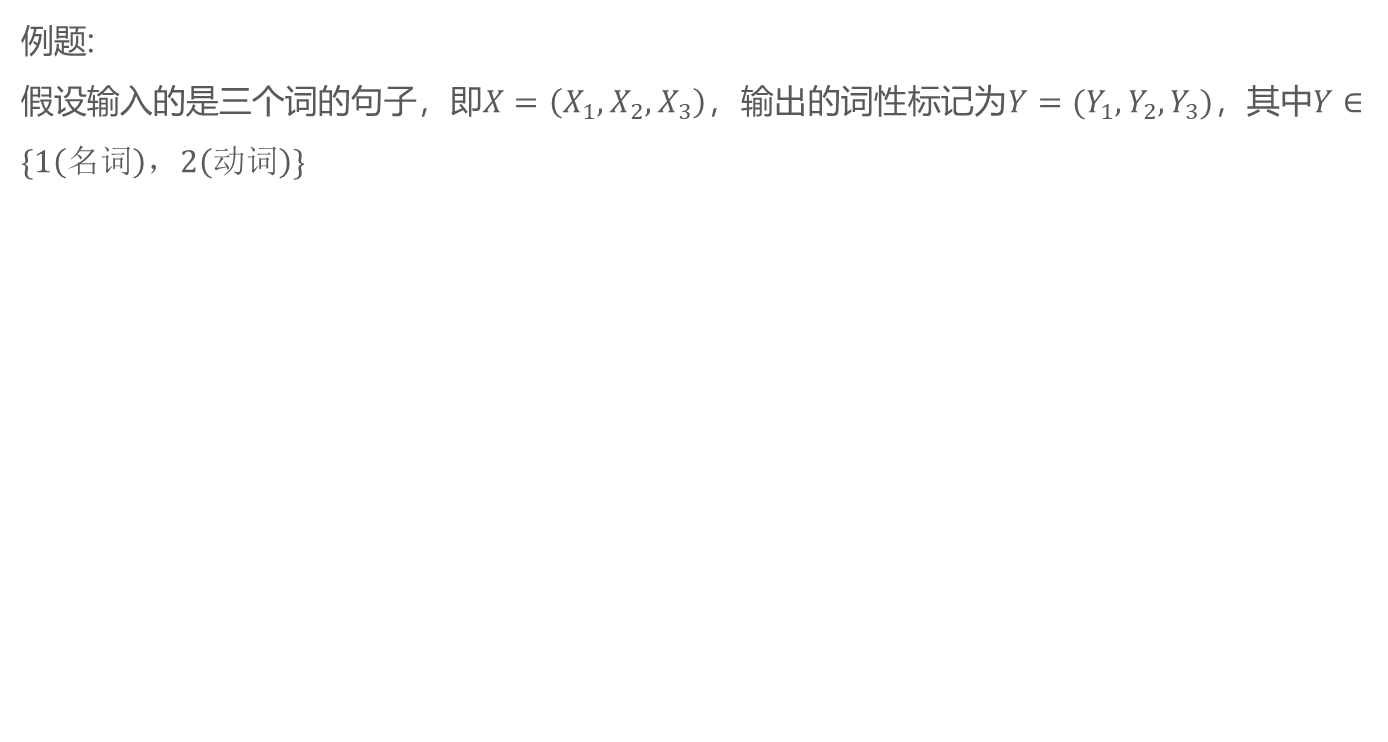 例题:
假设输入的是三个词的句子，即X = (X₁, X₂, X₃)，输出的词性标记为Y = (Y₁, Y₂, Y₃)，其中Y ∈
{1(名词)，2(动词)}